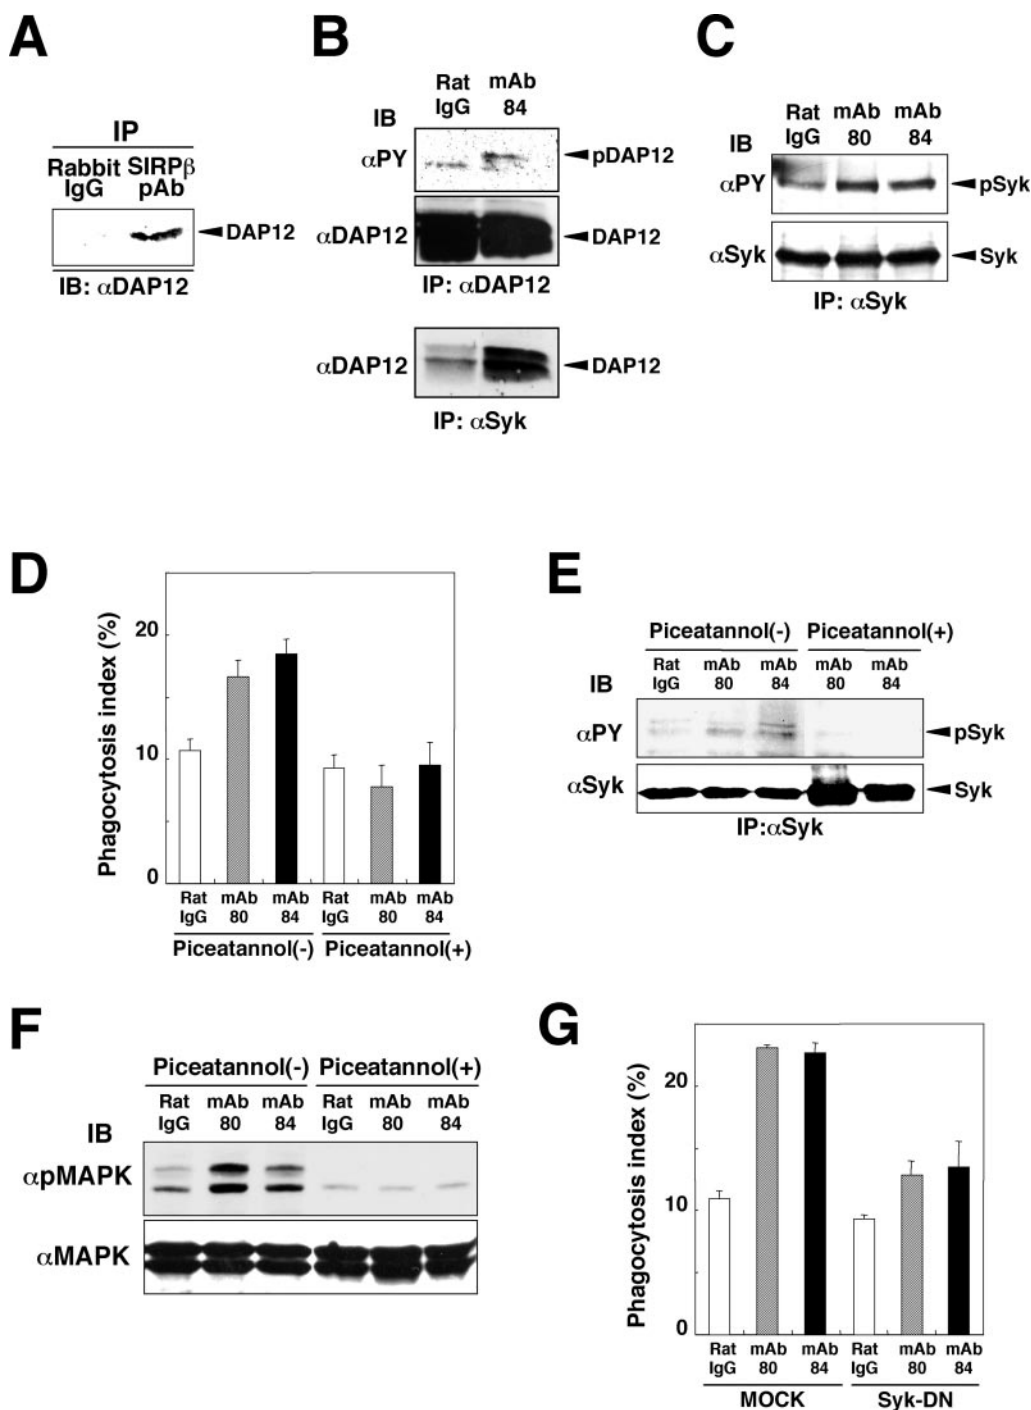 A
IP
Rabbit IgG
SIRPβ pAb
DAP12
IB: αDAP12
B
IB
Rat IgG
mAb 84
αPY
pDAP12
αDAP12
DAP12
IP: αDAP12
αDAP12
DAP12
IP: αSyk
C
IB
Rat IgG
mAb 80
mAb 84
αPY
pSyk
αSyk
Syk
IP: αSyk
D
Phagocytosis index (%)
20
10
0
Rat IgG
mAb 80
mAb 84
Rat IgG
mAb 80
mAb 84
Piceatannol(-)
Piceatannol(+)
E
Piceatannol(-)
Piceatannol(+)
IB
Rat IgG
mAb 80
mAb 84
mAb 80
mAb 84
αPY
pSyk
αSyk
Syk
IP:αSyk
F
Piceatannol(-)
Piceatannol(+)
IB
Rat IgG
mAb 80
mAb 84
Rat IgG
mAb 80
mAb 84
αpMAPK
αMAPK
G
Phagocytosis index (%)
20
10
0
Rat IgG
mAb 80
mAb 84
Rat IgG
mAb 80
mAb 84
MOCK
Syk-DN